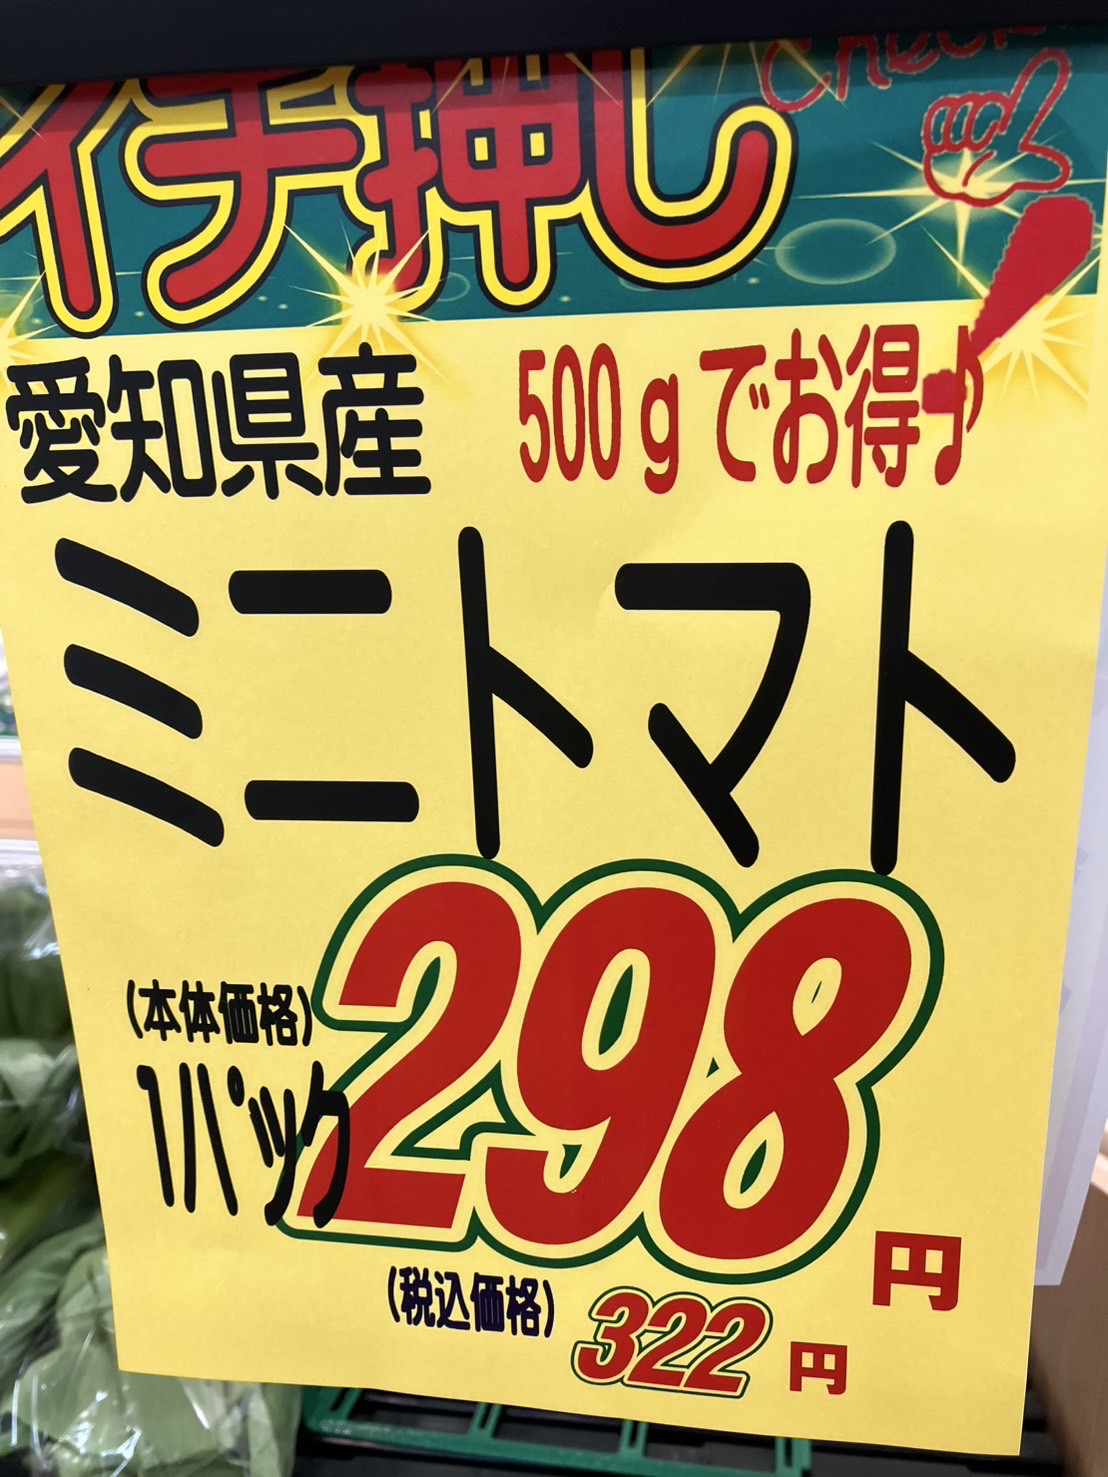 Check
イチ押し
愛知県産 500gでお得♪
ミニトマト
(本体価格)
1パック 298円
(税込価格) 322円